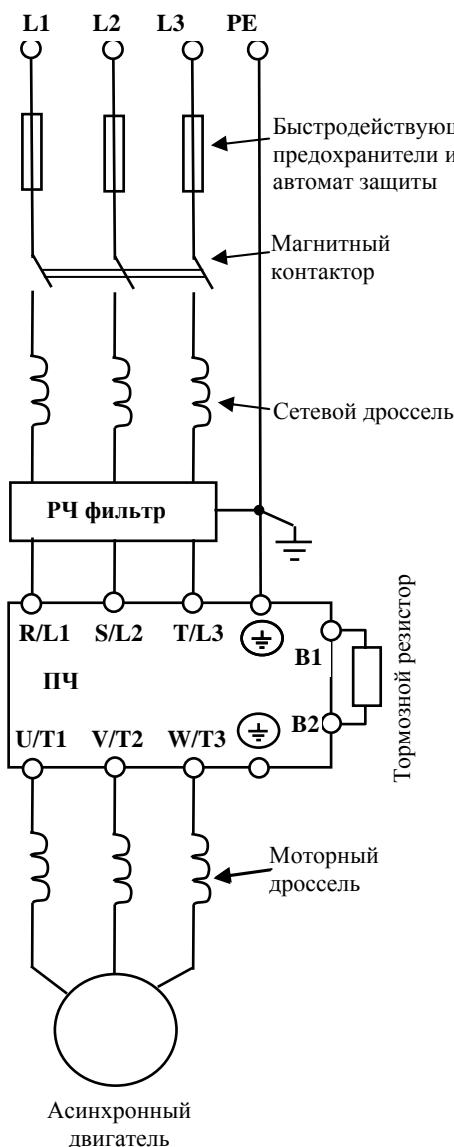 L1 L2 L3 PE
Быстродействующ
предохранители и
автомат защиты
Магнитный
контактор
Сетевой дроссель
РЧ фильтр
R/L1 S/L2 T/L3
B1
ПЧ
B2
U/T1 V/T2 W/T3
Тормозной резистор
Моторный
дроссель
Асинхронный
двигатель